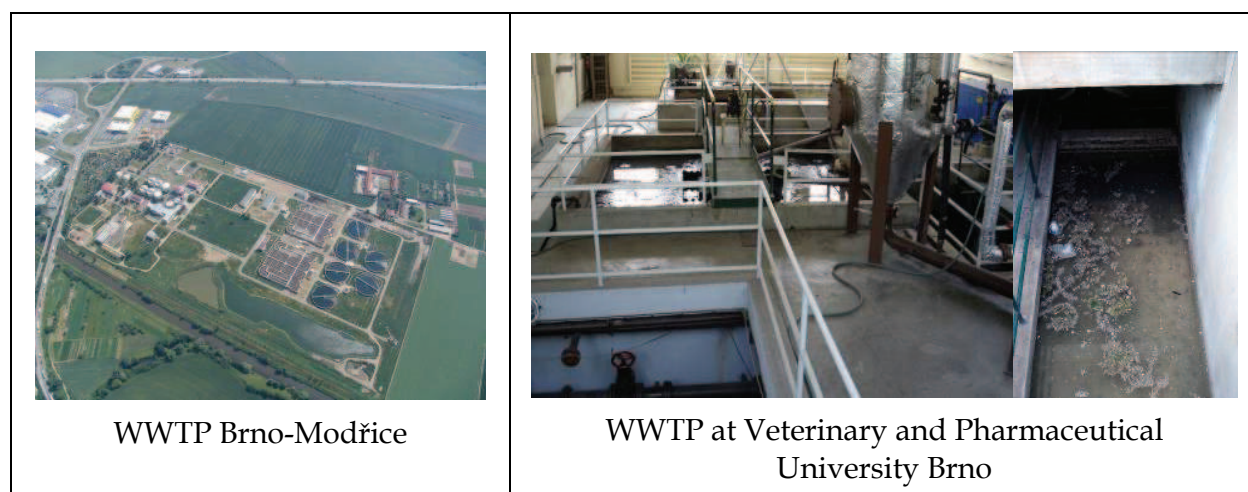 WWTP Brno-Modřice
WWTP at Veterinary and Pharmaceutical
University Brno